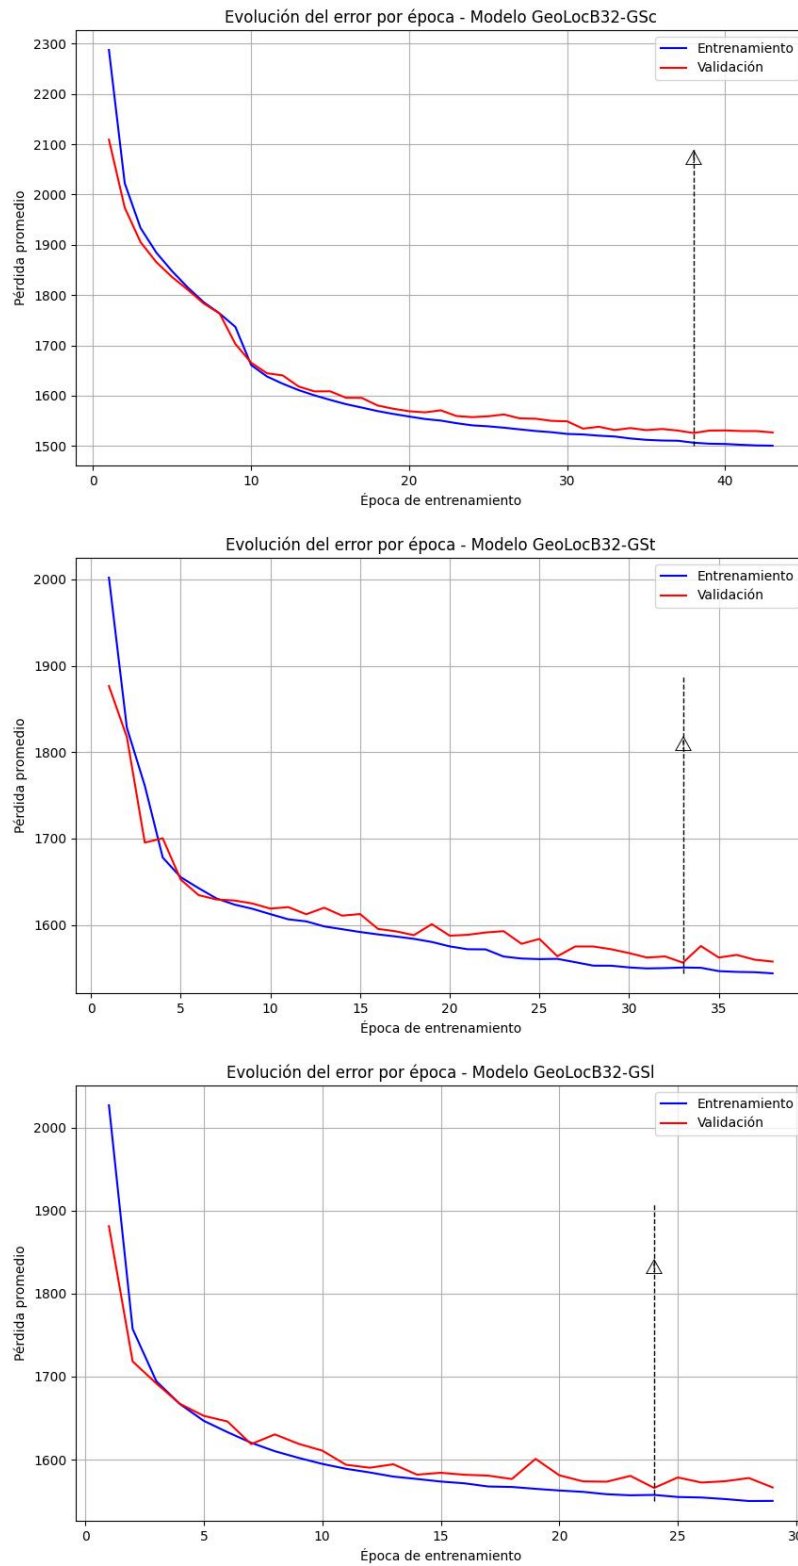 Evolución del error por época - Modelo GeoLocB32-GSc
Entrenamiento
Validación
2300
2200
2100
2000
1900
1800
1700
1600
1500
Pérdida promedio
0 10 20 30 40
Época de entrenamiento
Evolución del error por época - Modelo GeoLocB32-GSt
Entrenamiento
Validación
2000
1900
1800
1700
1600
Pérdida promedio
0 5 10 15 20 25 30 35
Época de entrenamiento
Evolución del error por época - Modelo GeoLocB32-GSl
Entrenamiento
Validación
2000
1900
1800
1700
1600
Pérdida promedio
0 5 10 15 20 25 30
Época de entrenamiento